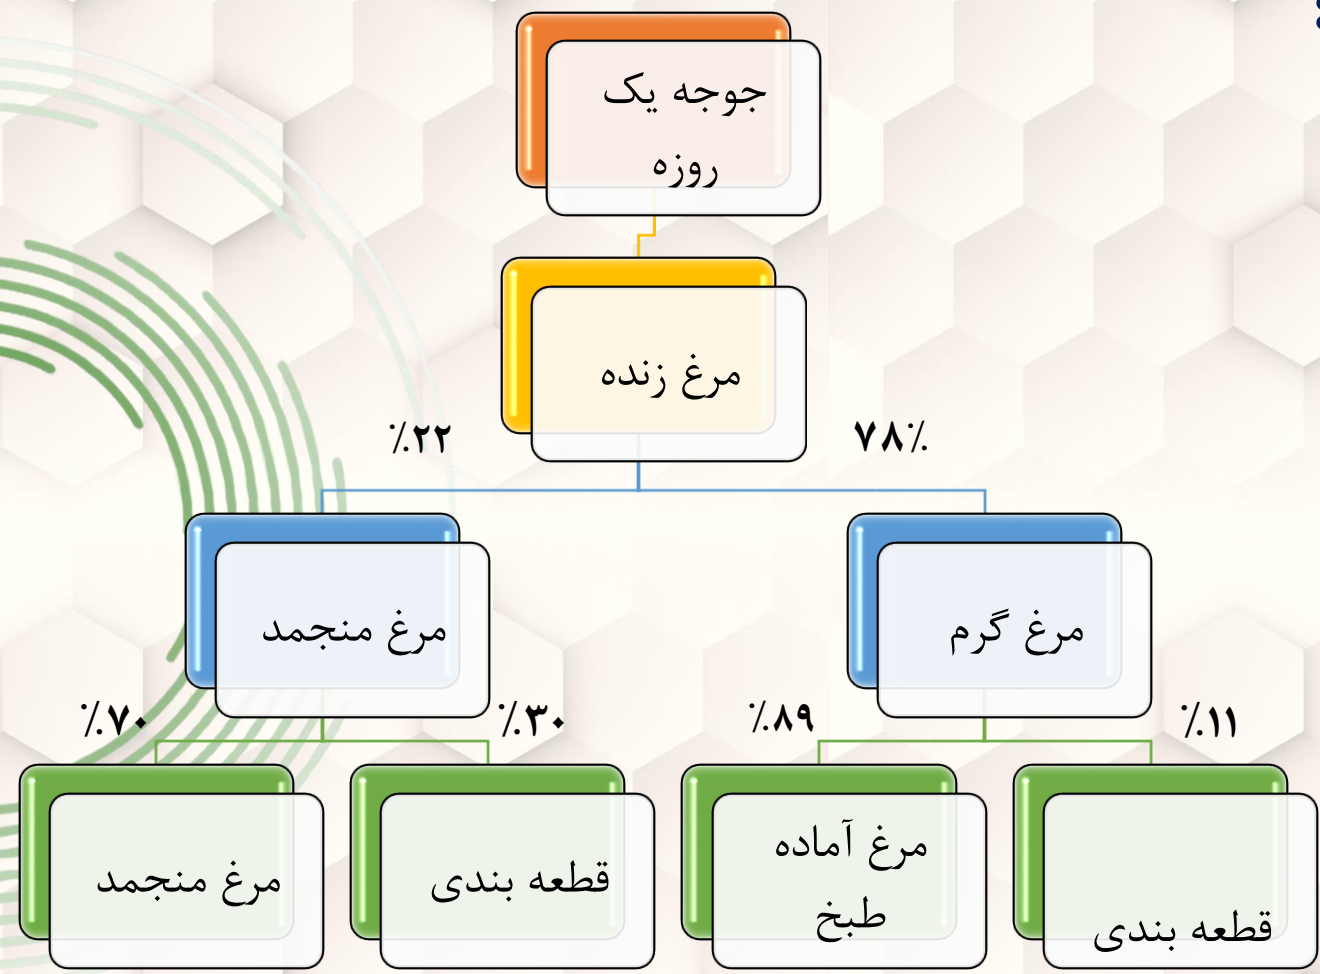 جوجه یک
روزه
مرغ زنده
۷۸٪
٪۲۲
مرغ گرم
مرغ منجمد
٪۱۱
٪۸۹
٪۳۰
٪۷۰
قطعه بندی
مرغ آماده
طبخ
قطعه بندی
مرغ منجمد